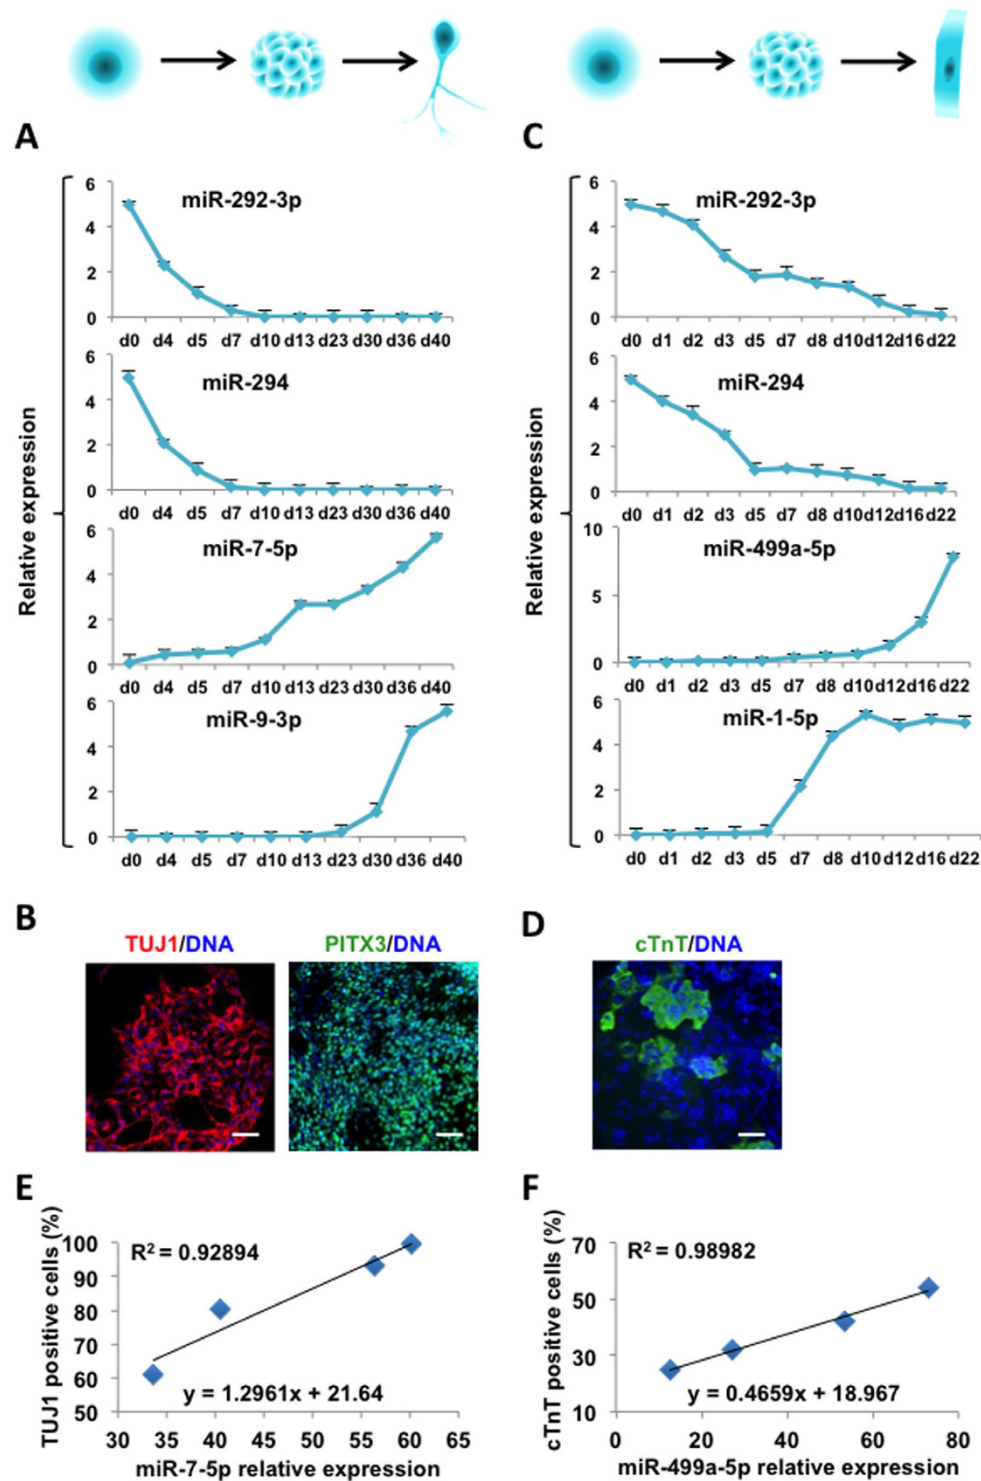 A
C
Relative expression
miR-292-3p
6
4
2
0
d0 d4 d5 d7 d10 d13 d23 d30 d36 d40
miR-294
6
4
2
0
d0 d4 d5 d7 d10 d13 d23 d30 d36 d40
miR-7-5p
6
4
2
0
d0 d4 d5 d7 d10 d13 d23 d30 d36 d40
miR-9-3p
6
4
2
0
d0 d4 d5 d7 d10 d13 d23 d30 d36 d40
Relative expression
miR-292-3p
6
4
2
0
d0 d1 d2 d3 d5 d7 d8 d10 d12 d16 d22
miR-294
6
4
2
0
d0 d1 d2 d3 d5 d7 d8 d10 d12 d16 d22
miR-499a-5p
10
5
0
d0 d1 d2 d3 d5 d7 d8 d10 d12 d16 d22
miR-1-5p
6
4
2
0
d0 d1 d2 d3 d5 d7 d8 d10 d12 d16 d22
B
TUJ1/DNA
PITX3/DNA
D
cTnT/DNA
E
TUJ1 positive cells (%)
100
90
80
70
60
50
R² = 0.92894
y = 1.2961x + 21.64
30 35 40 45 50 55 60 65
miR-7-5p relative expression
F
cTnT positive cells (%)
70
50
30
10
R² = 0.98982
y = 0.4659x + 18.967
0 20 40 60 80
miR-499a-5p relative expression